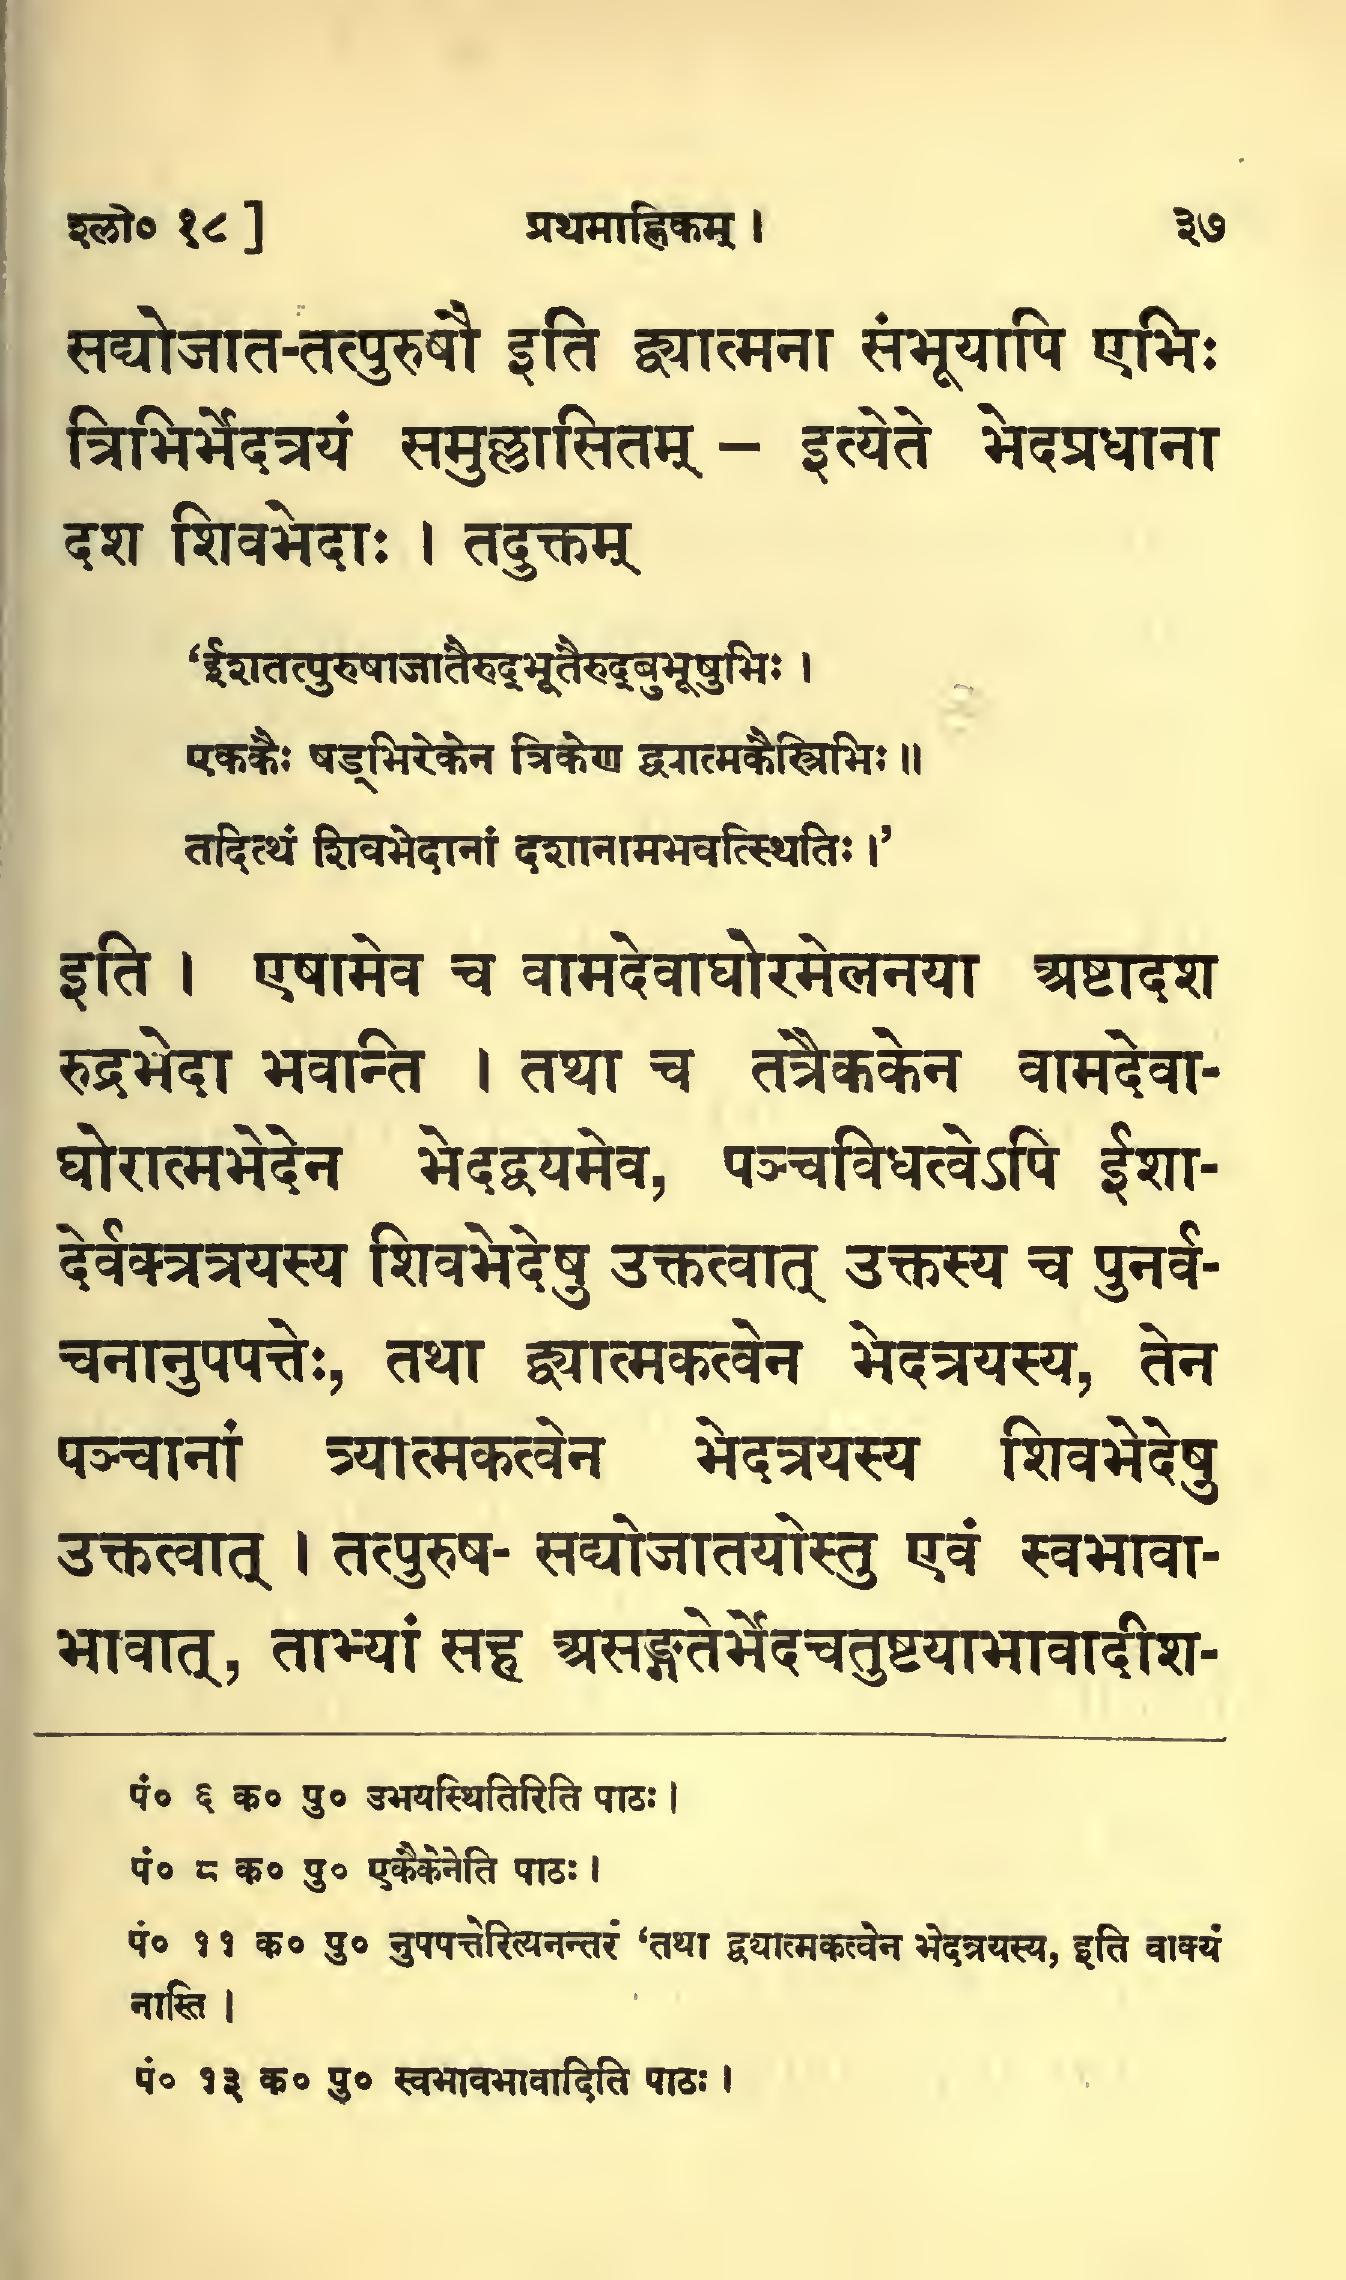 श्लो० १८ ] प्रथमाह्निकम् । ३७
सद्योजात-तत्पुरुषौ इति द्व्यात्मना संभूयापि एभिः
त्रिभिर्भेदत्रयं समुल्लासितम् – इत्येते भेदप्रधाना
दश शिवभेदाः । तदुक्तम्
‘ईशतत्पुरुषाजातैरुद्भूतैरुद्बुभूषुभिः ।
एककैः षड्भिरेकेन त्रिकेण द्व्यात्मकैस्त्रिभिः ॥
तदित्थं शिवभेदानां दशानामभवत्स्थितिः ।’
इति । एषामेव च वामदेवाघोरमेलनया अष्टादश
रुद्रभेदा भवान्ति । तथा च तत्रैककेन वामदेवा-
घोरात्मभेदेन भेदद्वयमेव, पञ्चविधत्वेऽपि ईशा-
देर्वक्त्रत्रयस्य शिवभेदेषु उक्तत्वात् उक्तस्य च पुनर्व-
चनानुपपत्तेः, तथा द्व्यात्मकत्वेन भेदत्रयस्य, तेन
पञ्चानां त्र्यात्मकत्वेन भेदत्रयस्य शिवभेदेषु
उक्तत्वात् । तत्पुरुष- सद्योजातयोस्तु एवं स्वभावा-
भावात्, ताभ्यां सह असङ्गतेर्भेदचतुष्टयाभावादीश-
पं० ६ क० पु० उभयस्थितिरिति पाठः ।
पं० ८ क० पु० एकैकेनेति पाठः ।
पं० ११ क० पु० नुपपत्तेरित्यनन्तरं ‘तथा द्व्यात्मकत्वेन भेदत्रयस्य, इति वाक्यं
नास्ति ।
पं० १३ क० पु० स्वभावभावादिति पाठः ।